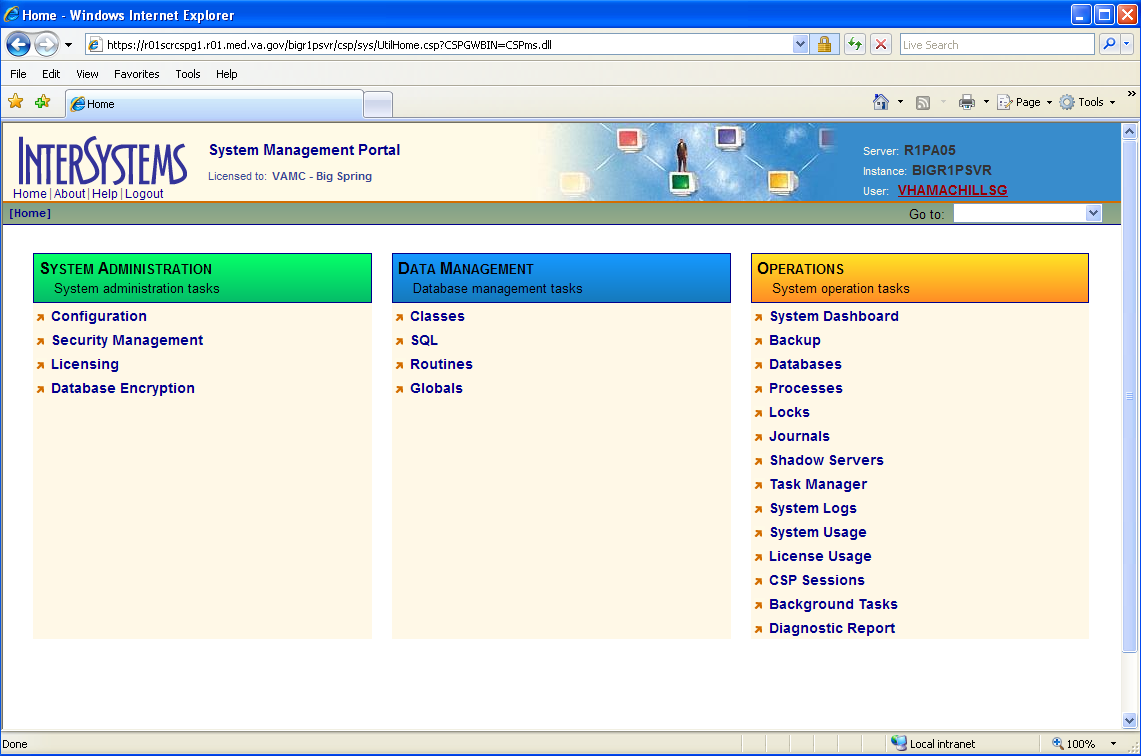 Home - Windows Internet Explorer
https://r01scrcspg1.r01.med.va.gov/bigr1psvr/csp/sys/UtilHome.csp?CSPGWBIN=CSPms.dll
Live Search
File Edit View Favorites Tools Help
Home
Page Tools
INTERSYSTEMS
System Management Portal
Licensed to: VAMC - Big Spring
Home | About | Help | Logout
Server: R1PA05
Instance: BIGR1PSVR
User: VHAMACHILLSG
[Home]
Go to:
SYSTEM ADMINISTRATION
System administration tasks
Configuration
Security Management
Licensing
Database Encryption
DATA MANAGEMENT
Database management tasks
Classes
SQL
Routines
Globals
OPERATIONS
System operation tasks
System Dashboard
Backup
Databases
Processes
Locks
Journals
Shadow Servers
Task Manager
System Logs
System Usage
License Usage
CSP Sessions
Background Tasks
Diagnostic Report
Done
Local intranet
100%